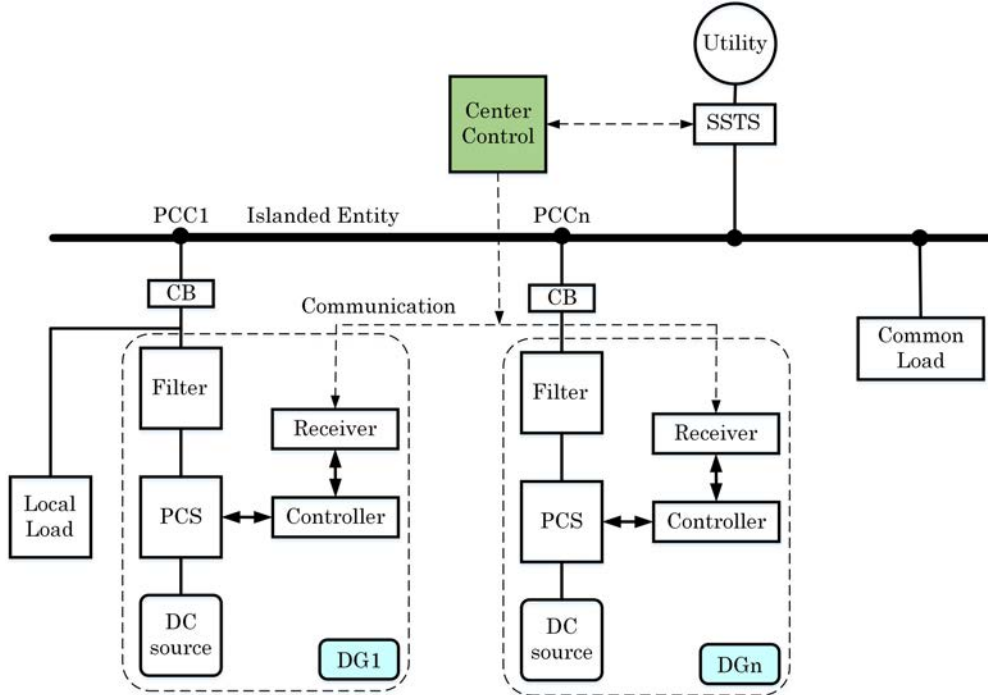 Utility
Center
Control
SSTS
PCC1
Islanded Entity
PCCn
CB
CB
Communication
Common
Load
Filter
Filter
Receiver
Receiver
Local
Load
PCS
Controller
PCS
Controller
DC
source
DG1
DC
source
DGn